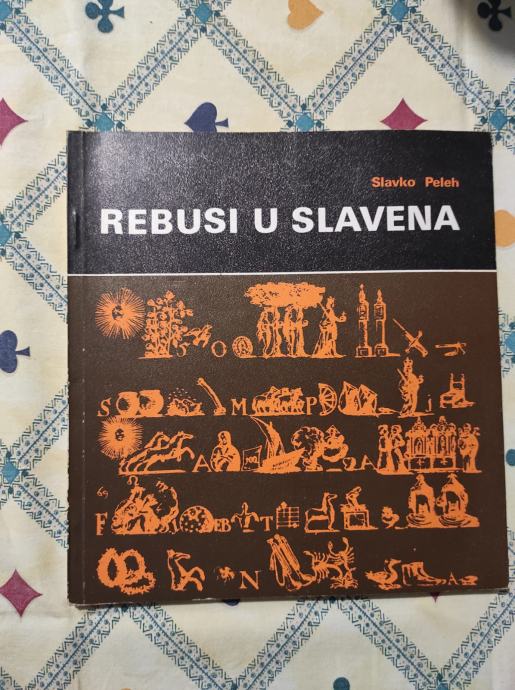 Slavko Peleh
REBUSI U SLAVENA
S M P
A A
F B T
N A